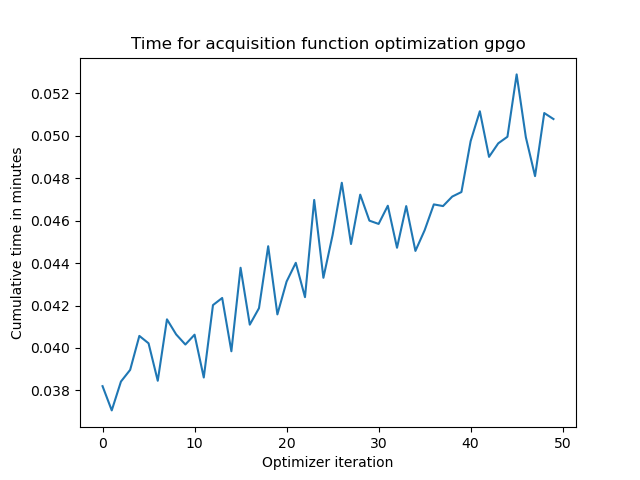 Time for acquisition function optimization gpgo
Cumulative time in minutes
0.052
0.050
0.048
0.046
0.044
0.042
0.040
0.038
0 10 20 30 40 50
Optimizer iteration